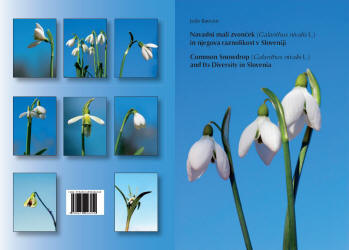 Jože Bavcon
Navadni mali zvonček (Galanthus nivalis L.)
in njegova raznolikost v Sloveniji
Common Snowdrop (Galanthus nivalis L.)
and Its Diversity in Slovenia